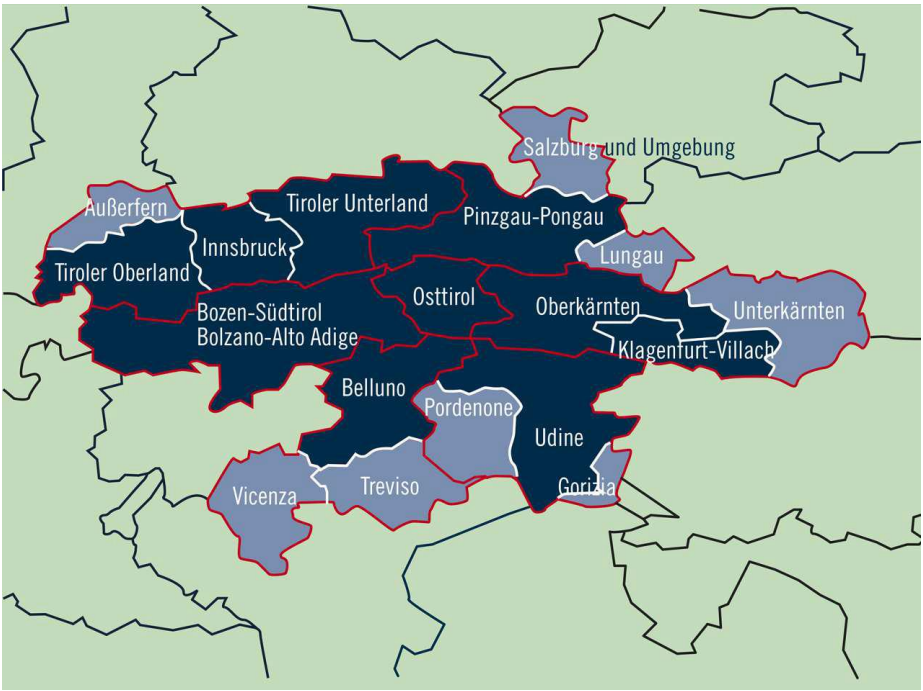 Salzburg und Umgebung
Außerfern
Tiroler Unterland
Pinzgau-Pongau
Innsbruck
Lungau
Tiroler Oberland
Osttirol
Oberkärnten
Unterkärnten
Bozen-Südtirol
Bolzano-Alto Adige
Klagenfurt-Villach
Belluno
Pordenone
Udine
Vicenza
Treviso
Gorizia